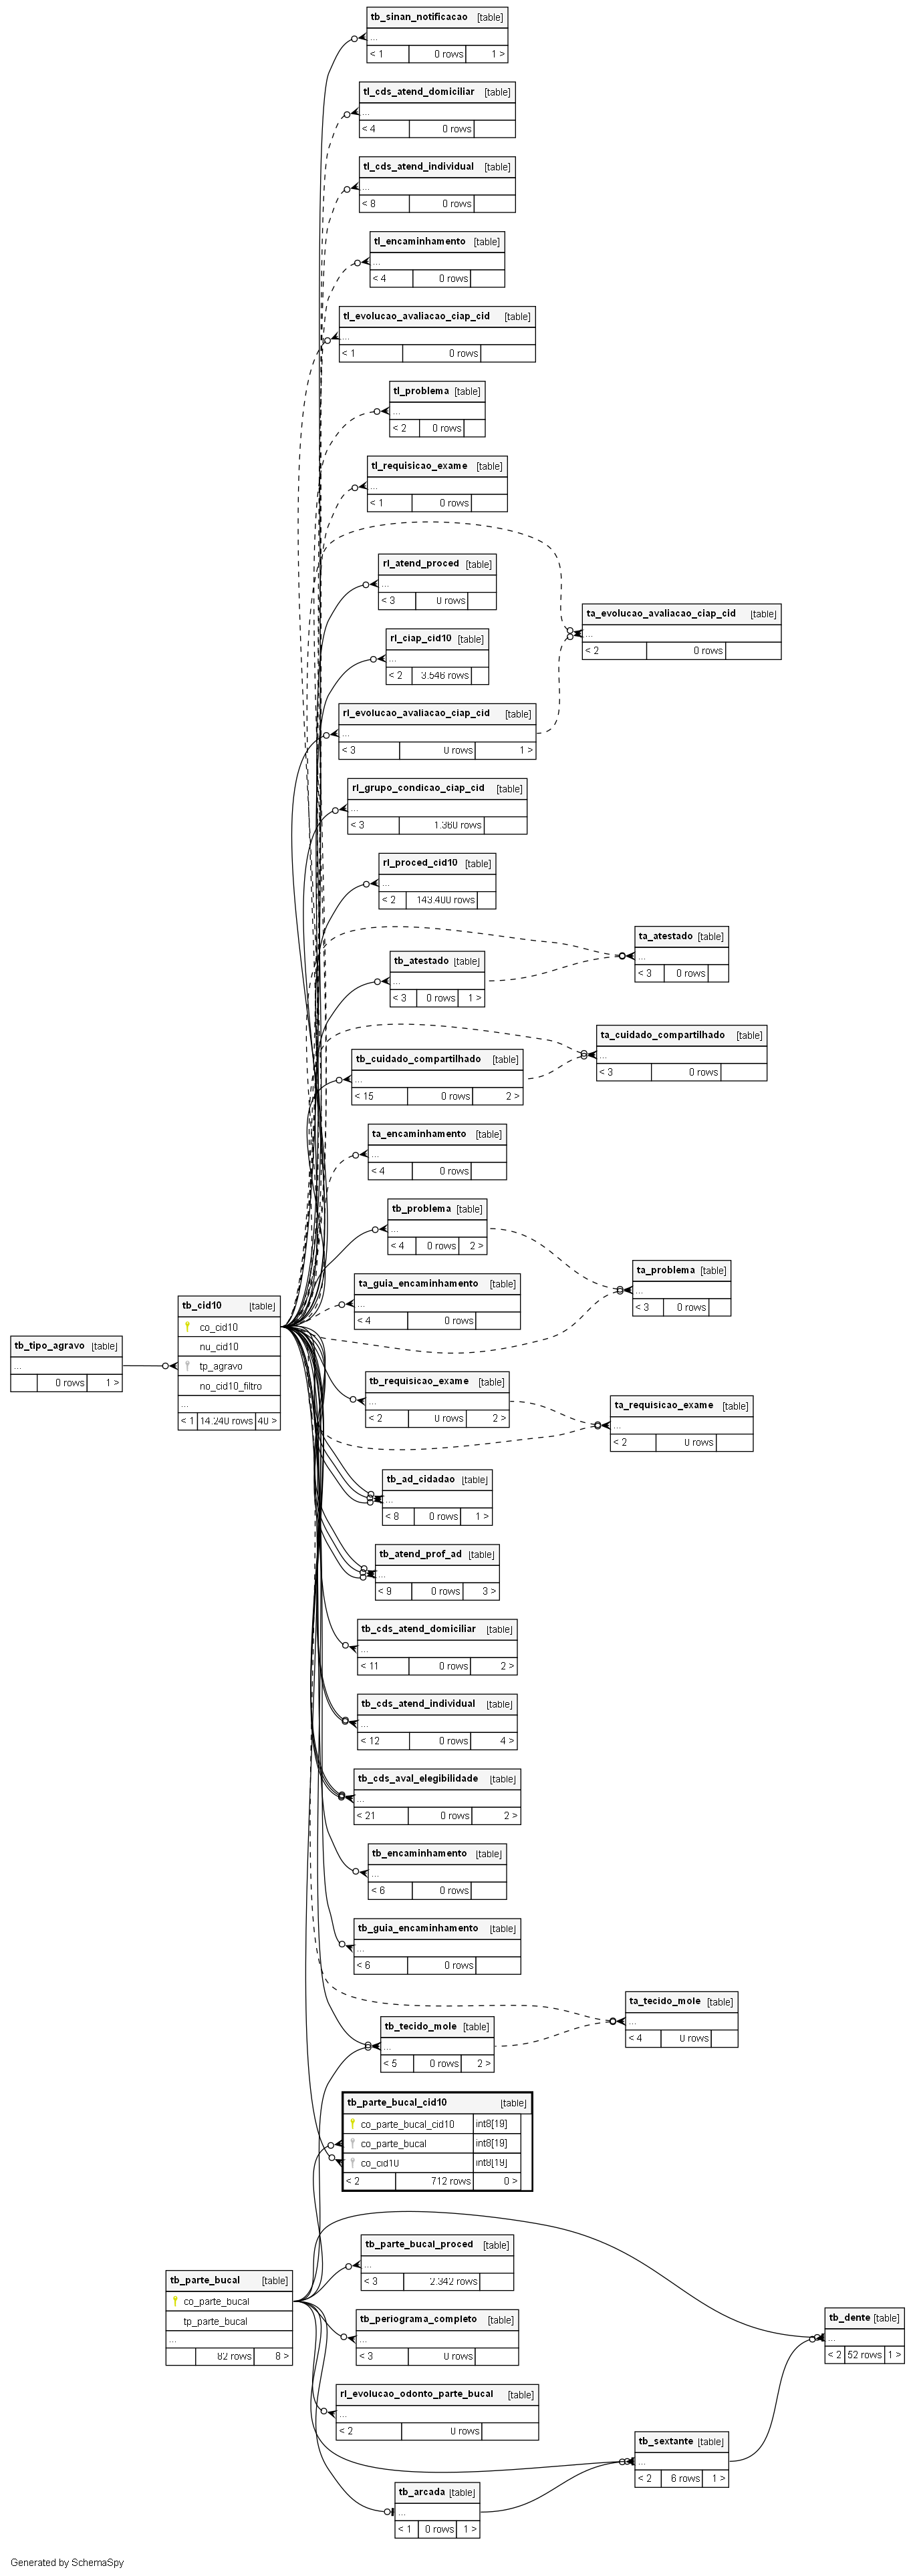 tb_sinan_notificacao [table]
...
< 1 0 rows 1 >
tl_cds_atend_domiciliar [table]
...
< 4 0 rows
tl_cds_atend_individual [table]
...
< 8 0 rows
tl_encaminhamento [table]
...
< 4 0 rows
tl_evolucao_avaliacao_ciap_cid [table]
...
< 1 0 rows
tl_problema [table]
...
< 2 0 rows
tl_requisicao_exame [table]
...
< 1 0 rows
rl_atend_proced [table]
...
< 3 0 rows
ta_evolucao_avaliacao_ciap_cid [table]
...
< 2 0 rows
rl_ciap_cid10 [table]
...
< 2 3.546 rows
rl_evolucao_avaliacao_ciap_cid [table]
...
< 3 0 rows 1 >
rl_grupo_condicao_ciap_cid [table]
...
< 3 1.360 rows
rl_proced_cid10 [table]
...
< 2 143.400 rows
ta_atestado [table]
...
< 3 0 rows
tb_atestado [table]
...
< 3 0 rows 1 >
ta_cuidado_compartilhado [table]
...
< 3 0 rows
tb_cuidado_compartilhado [table]
...
< 15 0 rows 2 >
ta_encaminhamento [table]
...
< 4 0 rows
tb_problema [table]
...
< 4 0 rows 2 >
ta_problema [table]
...
< 3 0 rows
ta_guia_encaminhamento [table]
...
< 4 0 rows
tb_cid10 [table]
co_cid10
nu_cid10
tp_agravo
no_cid10_filtro
...
< 1 14.240 rows 40 >
tb_tipo_agravo [table]
...
0 rows 1 >
tb_requisicao_exame [table]
...
< 2 0 rows 2 >
ta_requisicao_exame [table]
...
< 2 0 rows
tb_ad_cidadao [table]
...
< 8 0 rows 1 >
tb_atend_prof_ad [table]
...
< 9 0 rows 3 >
tb_cds_atend_domiciliar [table]
...
< 11 0 rows 2 >
tb_cds_atend_individual [table]
...
< 12 0 rows 4 >
tb_cds_aval_elegibilidade [table]
...
< 21 0 rows 2 >
tb_encaminhamento [table]
...
< 6 0 rows
tb_guia_encaminhamento [table]
...
< 6 0 rows
ta_tecido_mole [table]
...
< 4 0 rows
tb_tecido_mole [table]
...
< 5 0 rows 2 >
tb_parte_bucal_cid10 [table]
co_parte_bucal_cid10 int8[19]
co_parte_bucal int8[19]
co_cid10 int8[19]
< 2 712 rows 0 >
tb_parte_bucal_proced [table]
...
< 3 2.342 rows
tb_parte_bucal [table]
co_parte_bucal
tp_parte_bucal
...
82 rows 8 >
tb_periograma_completo [table]
...
< 3 0 rows
tb_dente [table]
...
< 2 52 rows 1 >
rl_evolucao_odonto_parte_bucal [table]
...
< 2 0 rows
tb_sextante [table]
...
< 2 6 rows 1 >
tb_arcada [table]
...
< 1 0 rows 1 >
Generated by SchemaSpy